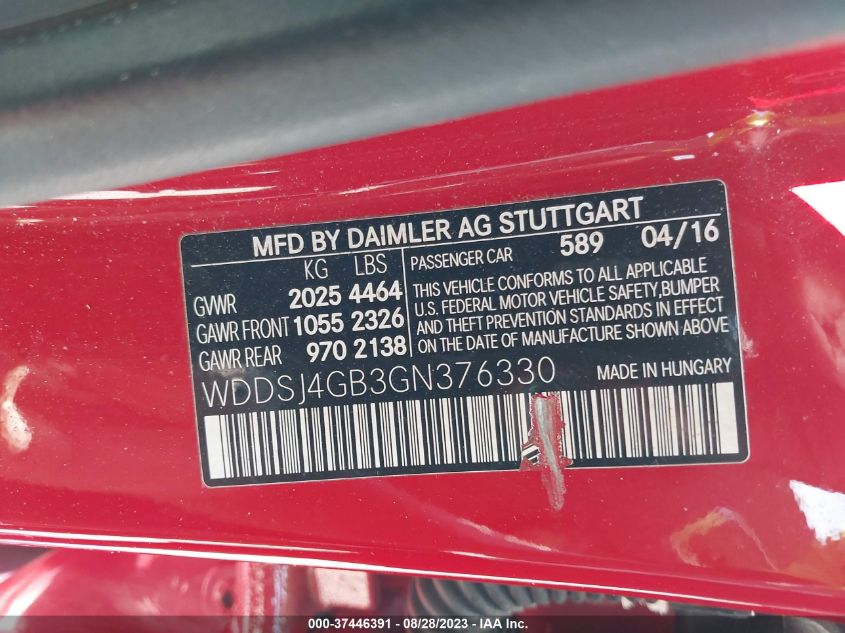 MFD BY DAIMLER AG STUTTGART
KG LBS
GVWR 2025 4464
GAWR FRONT 1055 2326
GAWR REAR 970 2138
PASSENGER CAR 589 04/16
THIS VEHICLE CONFORMS TO ALL APPLICABLE
U.S. FEDERAL MOTOR VEHICLE SAFETY, BUMPER
AND THEFT PREVENTION STANDARDS IN EFFECT
ON THE DATE OF MANUFACTURE SHOWN ABOVE
WDDSJ4GB3GN376330 MADE IN HUNGARY
000-37446391 / 08/28/2023 - IAA Inc.